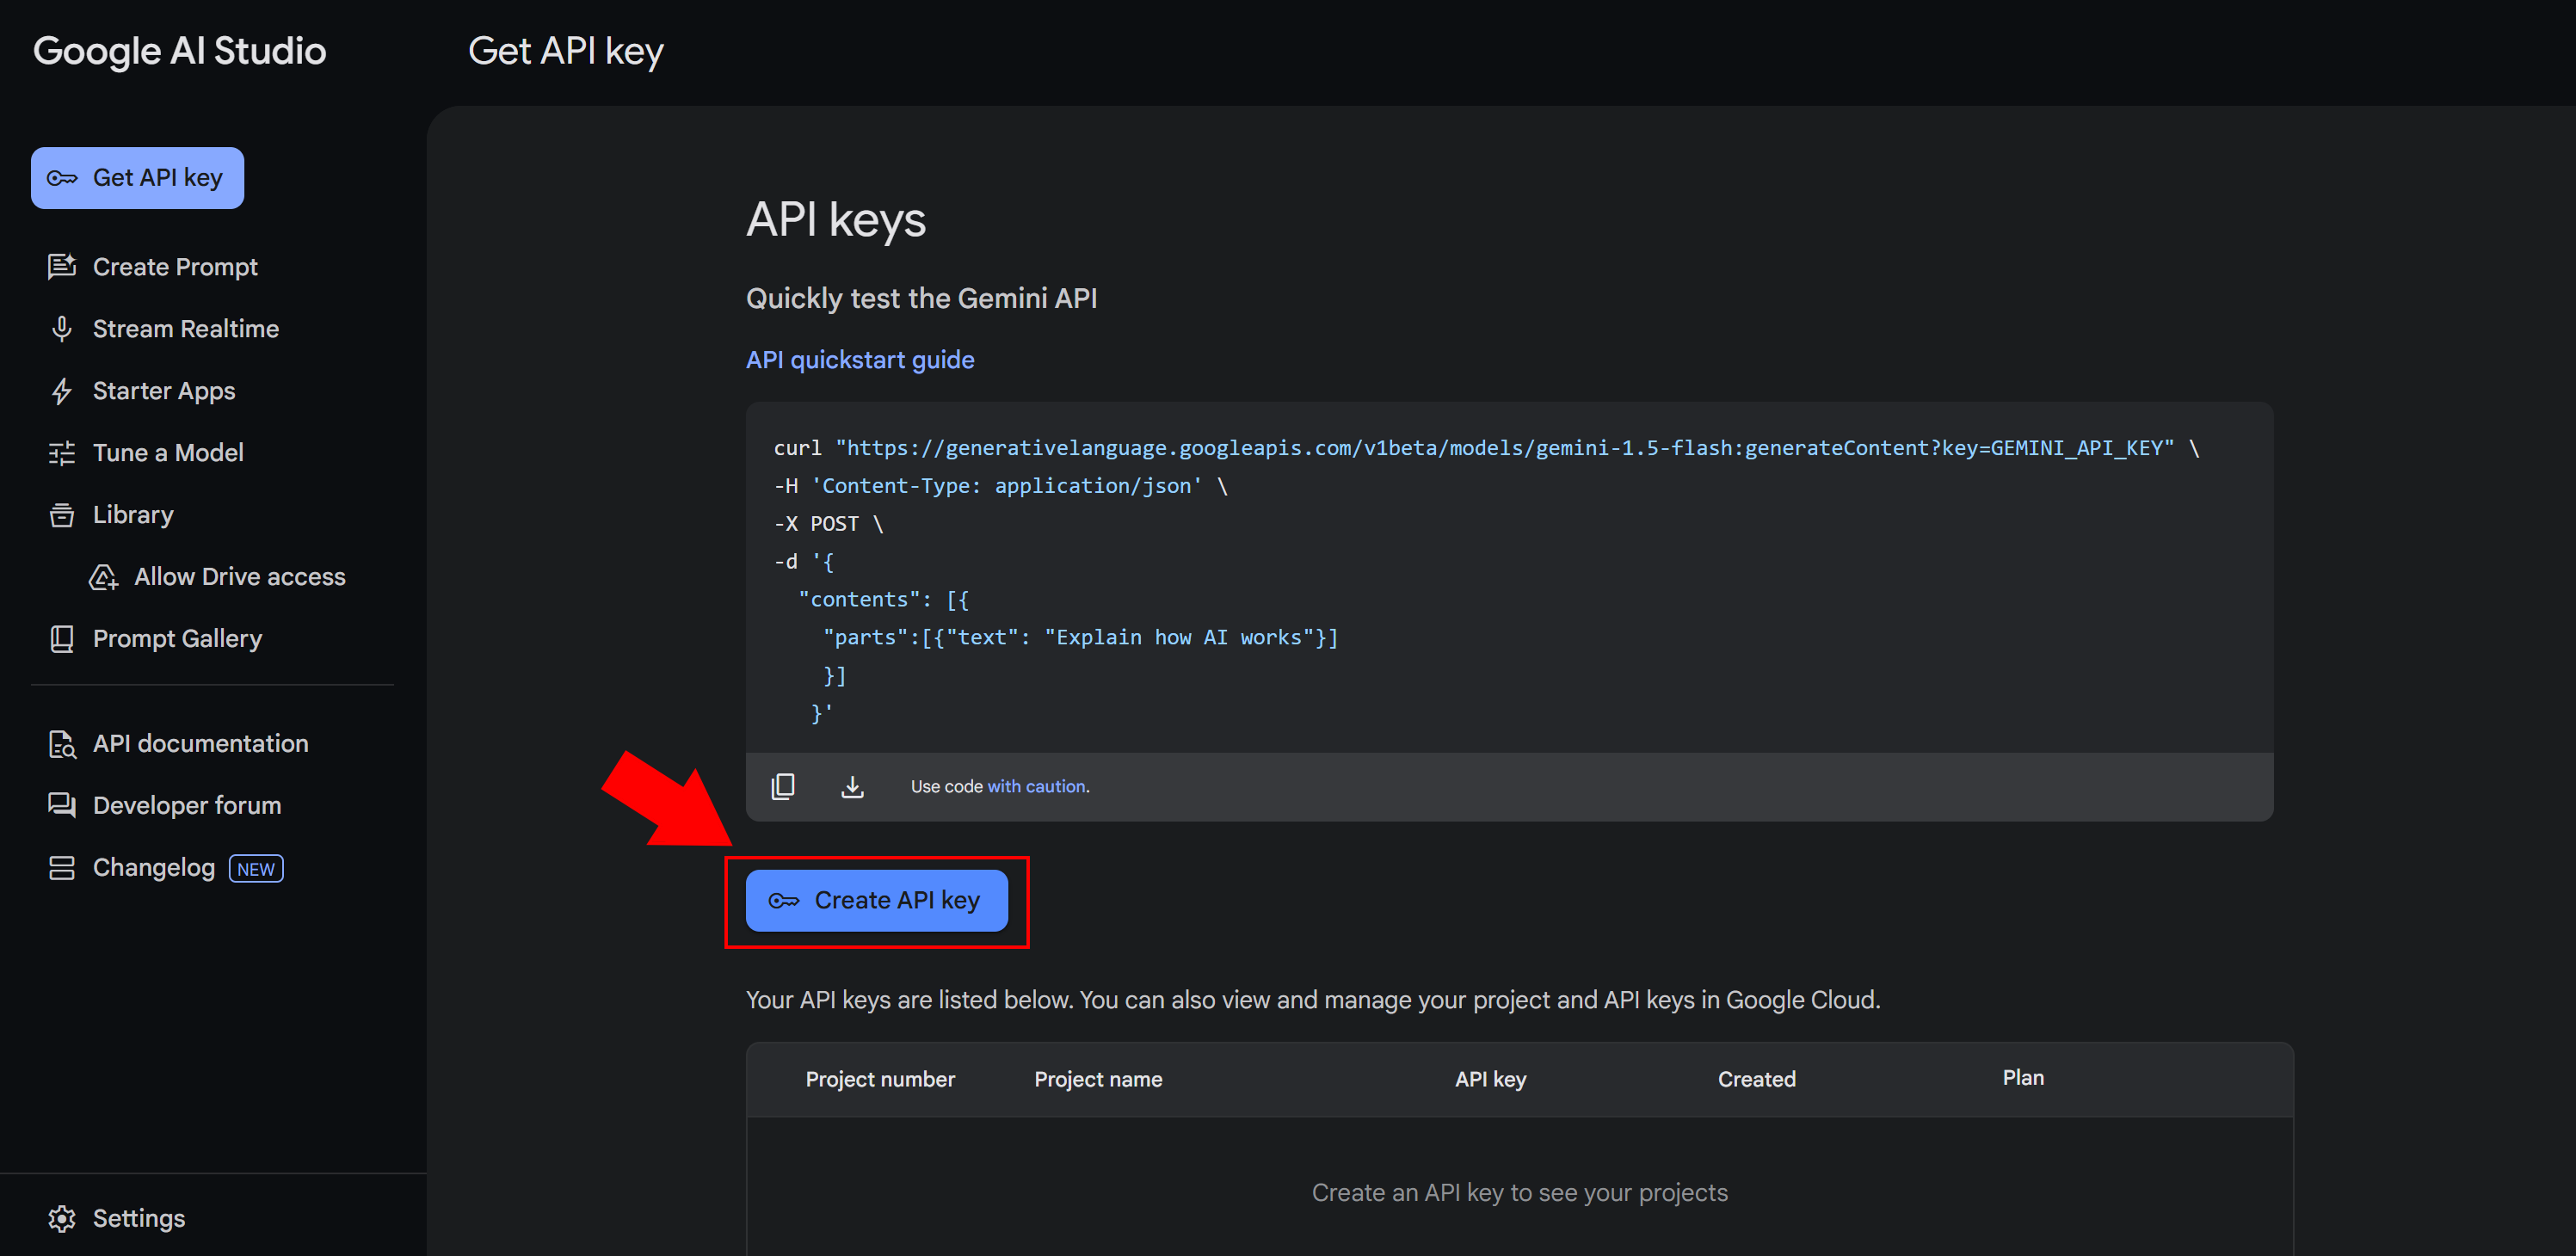 Google AI Studio
Get API key
Get API key
Create Prompt
Stream Realtime
Starter Apps
Tune a Model
Library
Allow Drive access
Prompt Gallery
API documentation
Developer forum
Changelog NEW
Settings
API keys
Quickly test the Gemini API
API quickstart guide
curl "https://generativelanguage.googleapis.com/v1beta/models/gemini-1.5-flash:generateContent?key=GEMINI_API_KEY" \
-H 'Content-Type: application/json' \
-X POST \
-d '{
  "contents": [{
    "parts":[{"text": "Explain how AI works"}]
    }]
   }'
Use code with caution.
Create API key
Your API keys are listed below. You can also view and manage your project and API keys in Google Cloud.
Project number Project name API key Created Plan
Create an API key to see your projects